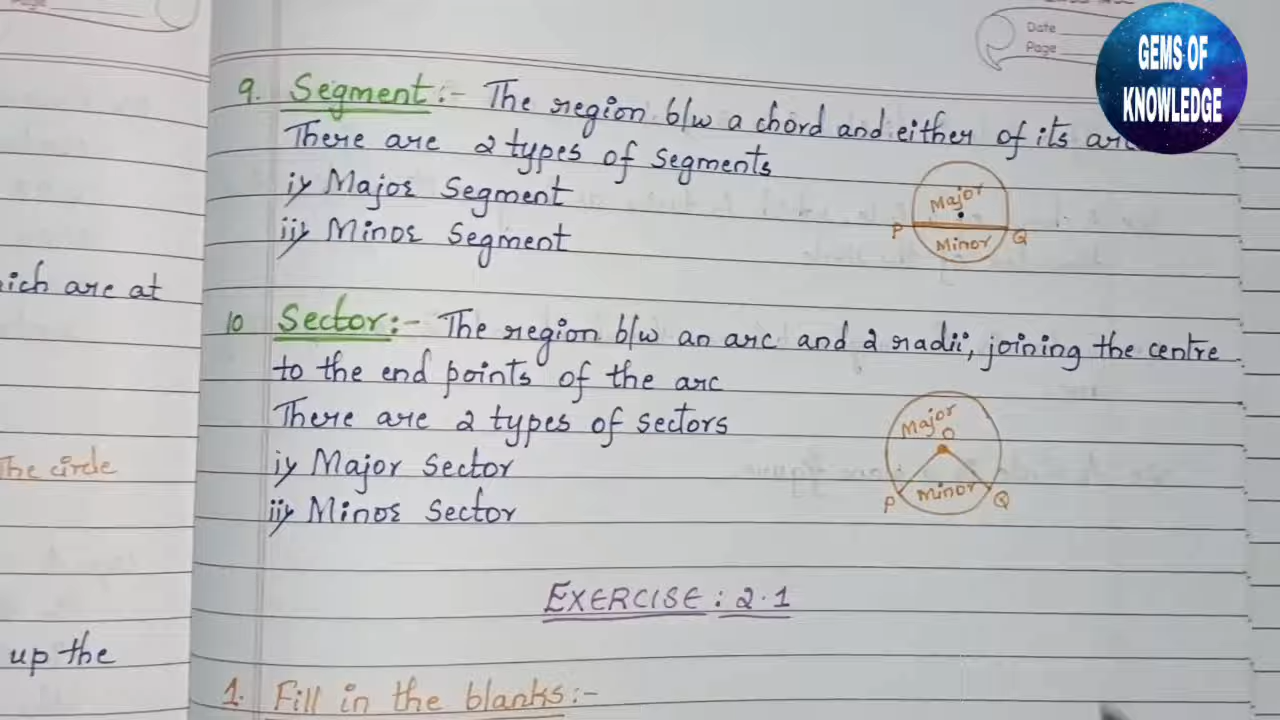 Date
Page
GEMS OF
KNOWLEDGE
9. Segment :- The region b/w a chord and either of its arc
There are 2 types of segments
i) Major Segment
ii) Minor Segment
Major
P Q
Minor
10 Sector :- The region b/w an arc and 2 radii, joining the centre
to the end points of the arc
There are 2 types of sectors
i) Major Sector
ii) Minor Sector
Major
O
P Minor Q
ich are at
The circle
up the
EXERCISE : 2.1
1. Fill in the blanks :-